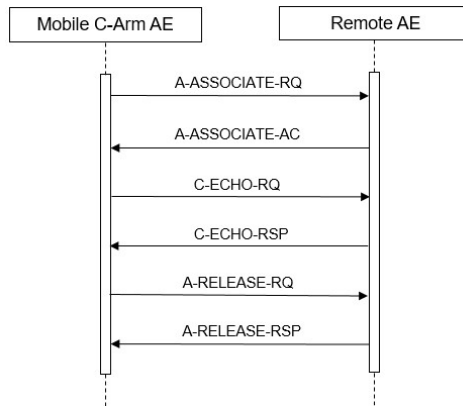 Mobile C-Arm AE
Remote AE
A-ASSOCIATE-RQ
A-ASSOCIATE-AC
C-ECHO-RQ
C-ECHO-RSP
A-RELEASE-RQ
A-RELEASE-RSP